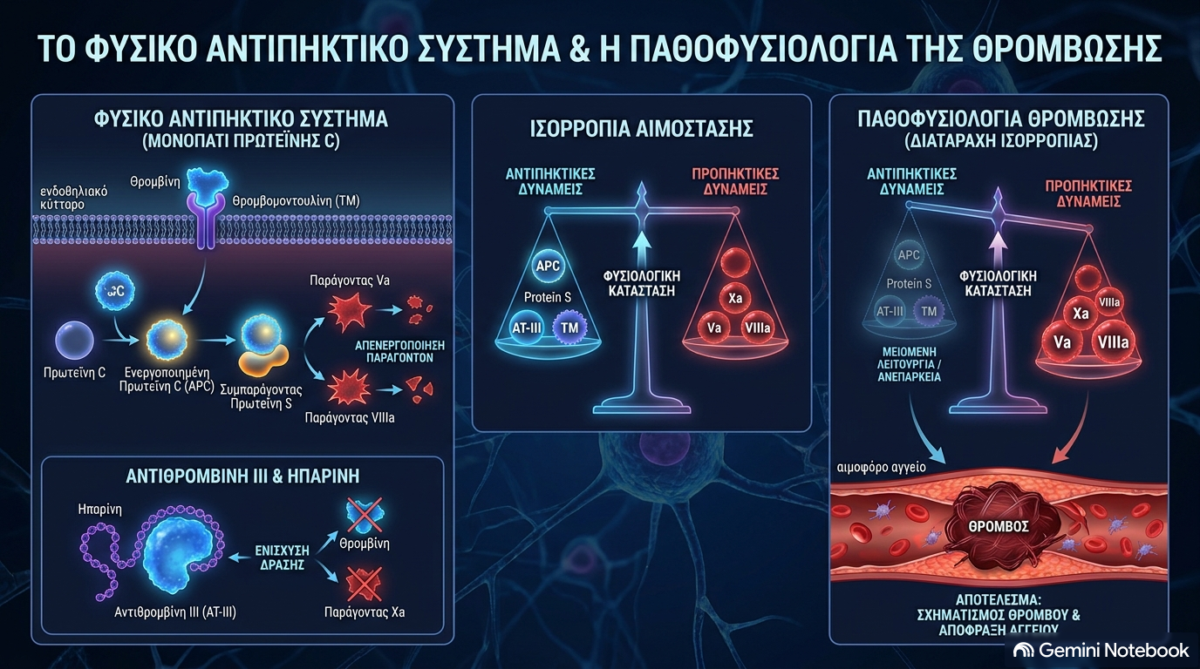 ΤΟ ΦΥΣΙΚΟ ΑΝΤΙΠΗΚΤΙΚΟ ΣΥΣΤΗΜΑ & Η ΠΑΘΟΦΥΣΙΟΛΟΓΙΑ ΤΗΣ ΘΡΟΜΒΩΣΗΣ
ΦΥΣΙΚΟ ΑΝΤΙΠΗΚΤΙΚΟ ΣΥΣΤΗΜΑ
(ΜΟΝΟΠΑΤΙ ΠΡΩΤΕΪΝΗΣ C)
Θρομβίνη
ενδοθηλιακό
κύτταρο
Θρομβομοντουλίνη (TM)
Πρωτεΐνη C
Ενεργοποιημένη
Πρωτεΐνη C (APC)
Συμπαράγοντας
Πρωτεΐνη S
Παράγοντας Va
ΑΠΕΝΕΡΓΟΠΟΙΗΣΗ
ΠΑΡΑΓΟΝΤΟΝ
Παράγοντας VIIIa
ΑΝΤΙΘΡΟΜΒΙΝΗ III & ΗΠΑΡΙΝΗ
Ηπαρίνη
Αντιθρομβίνη III (AT-III)
ΕΝΙΣΧΥΣΗ
ΔΡΑΣΗΣ
Θρομβίνη
Παράγοντας Xa
ΙΣΟΡΡΟΠΙΑ ΑΙΜΟΣΤΑΣΗΣ
ΑΝΤΙΠΗΚΤΙΚΕΣ
ΔΥΝΑΜΕΙΣ
ΠΡΟΠΗΚΤΙΚΕΣ
ΔΥΝΑΜΕΙΣ
APC
Protein S
AT-III
TM
ΦΥΣΙΟΛΟΓΙΚΗ
ΚΑΤΑΣΤΑΣΗ
Xa
Va
VIIIa
ΠΑΘΟΦΥΣΙΟΛΟΓΙΑ ΘΡΟΜΒΩΣΗΣ
(ΔΙΑΤΑΡΑΧΗ ΙΣΟΡΡΟΠΙΑΣ)
ΑΝΤΙΠΗΚΤΙΚΕΣ
ΔΥΝΑΜΕΙΣ
ΠΡΟΠΗΚΤΙΚΕΣ
ΔΥΝΑΜΕΙΣ
APC
Protein S
AT-III
TM
ΦΥΣΙΟΛΟΓΙΚΗ
ΚΑΤΑΣΤΑΣΗ
VIIIa
Xa
Va
VIIIa
ΜΕΙΟΜΕΝΗ
ΛΕΙΤΟΥΡΓΙΑ /
ΑΝΕΠΑΡΚΕΙΑ
αιμοφόρο αγγείο
ΘΡΟΜΒΟΣ
ΑΠΟΤΕΛΕΣΜΑ:
ΣΧΗΜΑΤΙΣΜΟΣ ΘΡΟΜΒΟΥ &
ΑΠΟΦΡΑΞΗ ΑΓΓΕΙΟΥ
Gemini Notebook